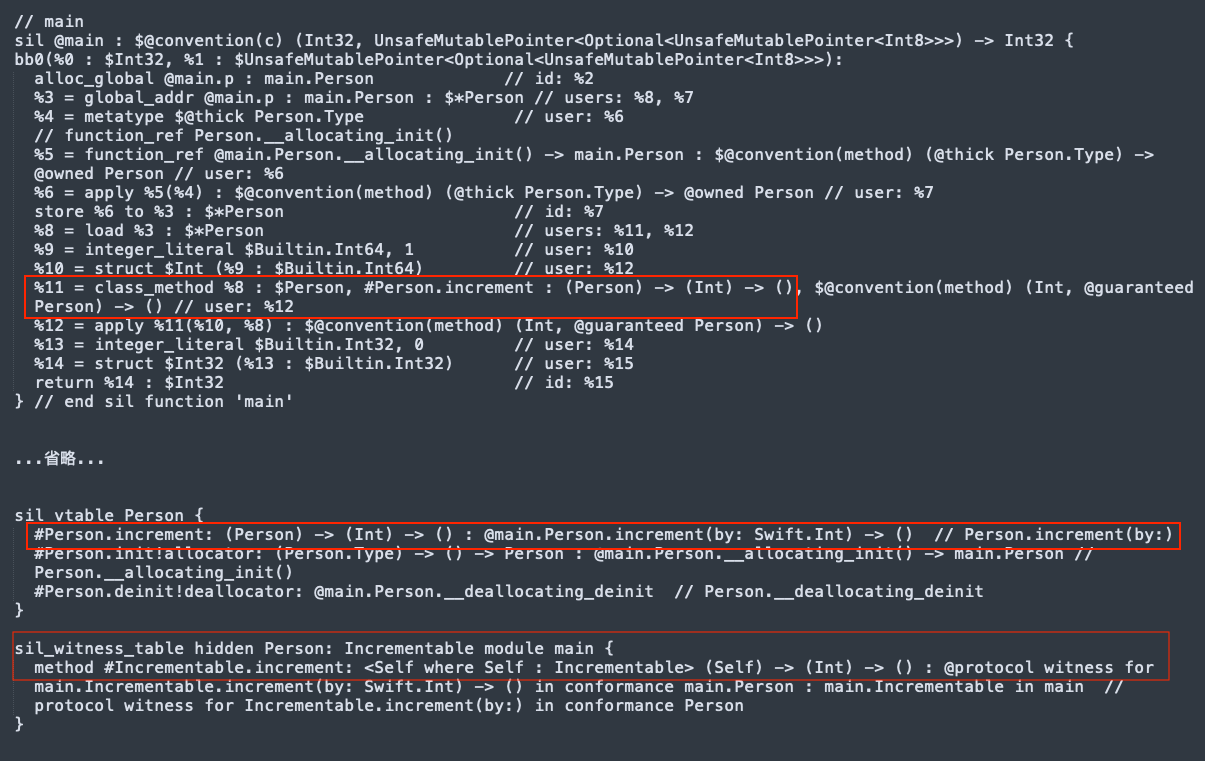 // main
sil @main : $@convention(c) (Int32, UnsafeMutablePointer<Optional<UnsafeMutablePointer<Int8>>>) -> Int32 {
bb0(%0 : $Int32, %1 : $UnsafeMutablePointer<Optional<UnsafeMutablePointer<Int8>>>):
  alloc_global @main.p : main.Person             // id: %2
  %3 = global_addr @main.p : main.Person : $*Person // users: %8, %7
  %4 = metatype $@thick Person.Type               // user: %6
  // function_ref Person.__allocating_init()
  %5 = function_ref @main.Person.__allocating_init() -> main.Person : $@convention(method) (@thick Person.Type) ->
  @owned Person // user: %6
  %6 = apply %5(%4) : $@convention(method) (@thick Person.Type) -> @owned Person // user: %7
  store %6 to %3 : $*Person                       // id: %7
  %8 = load %3 : $*Person                         // users: %11, %12
  %9 = integer_literal $Builtin.Int64, 1          // user: %10
  %10 = struct $Int (%9 : $Builtin.Int64)         // user: %12
  %11 = class_method %8 : $Person, #Person.increment : (Person) -> (Int) -> (), $@convention(method) (Int, @guaranteed
  Person) -> () // user: %12
  %12 = apply %11(%10, %8) : $@convention(method) (Int, @guaranteed Person) -> ()
  %13 = integer_literal $Builtin.Int32, 0         // user: %14
  %14 = struct $Int32 (%13 : $Builtin.Int32)      // user: %15
  return %14 : $Int32                             // id: %15
} // end sil function 'main'
...省略...
sil_vtable Person {
  #Person.increment: (Person) -> (Int) -> () : @main.Person.increment(by: Swift.Int) -> ()  // Person.increment(by:)
  #Person.init!allocator: (Person.Type) -> () -> Person : @main.Person.__allocating_init() -> main.Person //
  Person.__allocating_init()
  #Person.deinit!deallocator: @main.Person.__deallocating_deinit  // Person.__deallocating_deinit
}
sil_witness_table hidden Person: Incrementable module main {
  method #Incrementable.increment: <Self where Self : Incrementable> (Self) -> (Int) -> () : @protocol witness for
  main.Incrementable.increment(by: Swift.Int) -> () in conformance main.Person : main.Incrementable in main  //
  protocol witness for Incrementable.increment(by:) in conformance Person
}